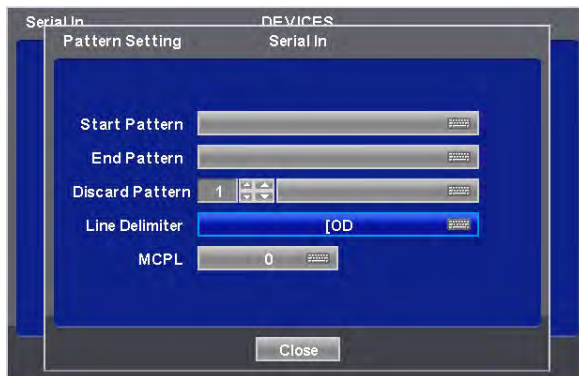 Serial In DEVICES
Pattern Setting Serial In
Start Pattern
End Pattern
Discard Pattern 1
Line Delimiter [OD
MCPL 0
Close